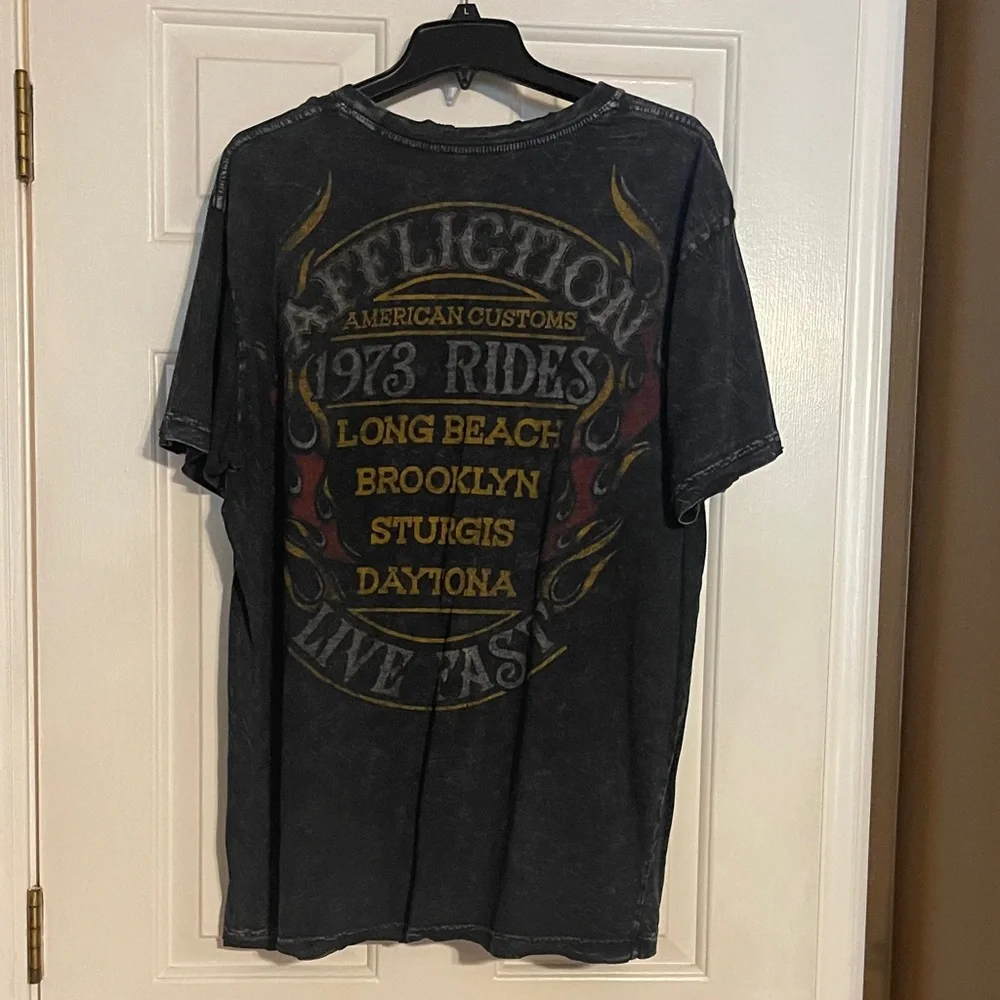 L
AFFLICTION
AMERICAN CUSTOMS
1973 RIDES
LONG BEACH
BROOKLYN
STURGIS
DAYTONA
LIVE FAST